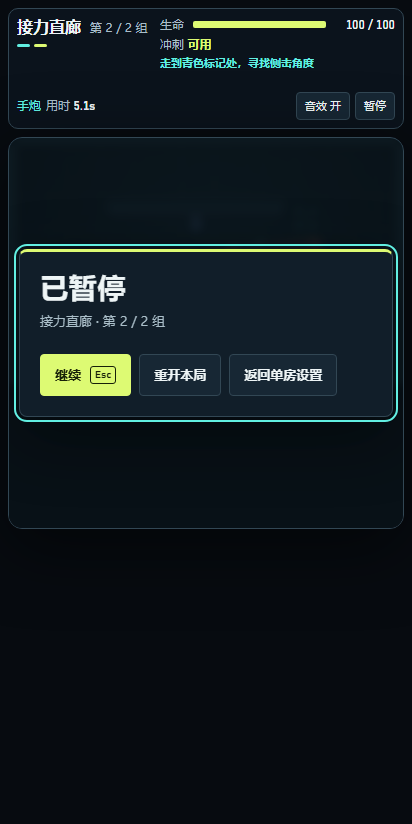 接力直廊 第 2 / 2 组
生命 100 / 100
冲刺 可用
走到青色标记处，寻找侧击角度
手炮 用时 5.1s
音效 开 暂停
已暂停
接力直廊 · 第 2 / 2 组
继续 Esc 重开本局 返回单房设置